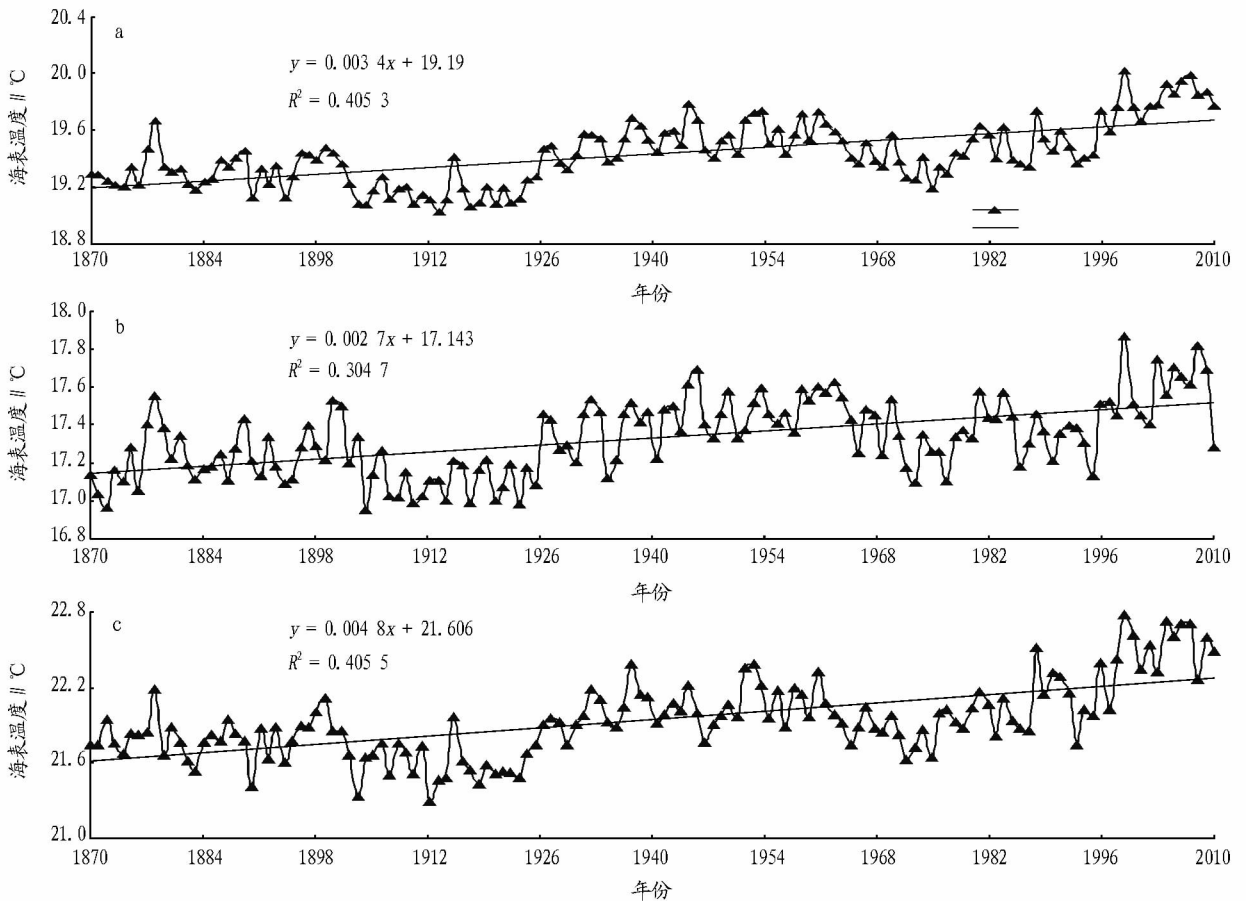 a
y = 0.003 4x + 19.19
R² = 0.405 3
海表温度∥℃
20.4
20.0
19.6
19.2
18.8
1870 1884 1898 1912 1926 1940 1954 1968 1982 1996 2010
年份
b
y = 0.002 7x + 17.143
R² = 0.304 7
海表温度∥℃
18.0
17.8
17.6
17.4
17.2
17.0
16.8
1870 1884 1898 1912 1926 1940 1954 1968 1982 1996 2010
年份
c
y = 0.004 8x + 21.606
R² = 0.405 5
海表温度∥℃
22.8
22.2
21.6
21.0
1870 1884 1898 1912 1926 1940 1954 1968 1982 1996 2010
年份